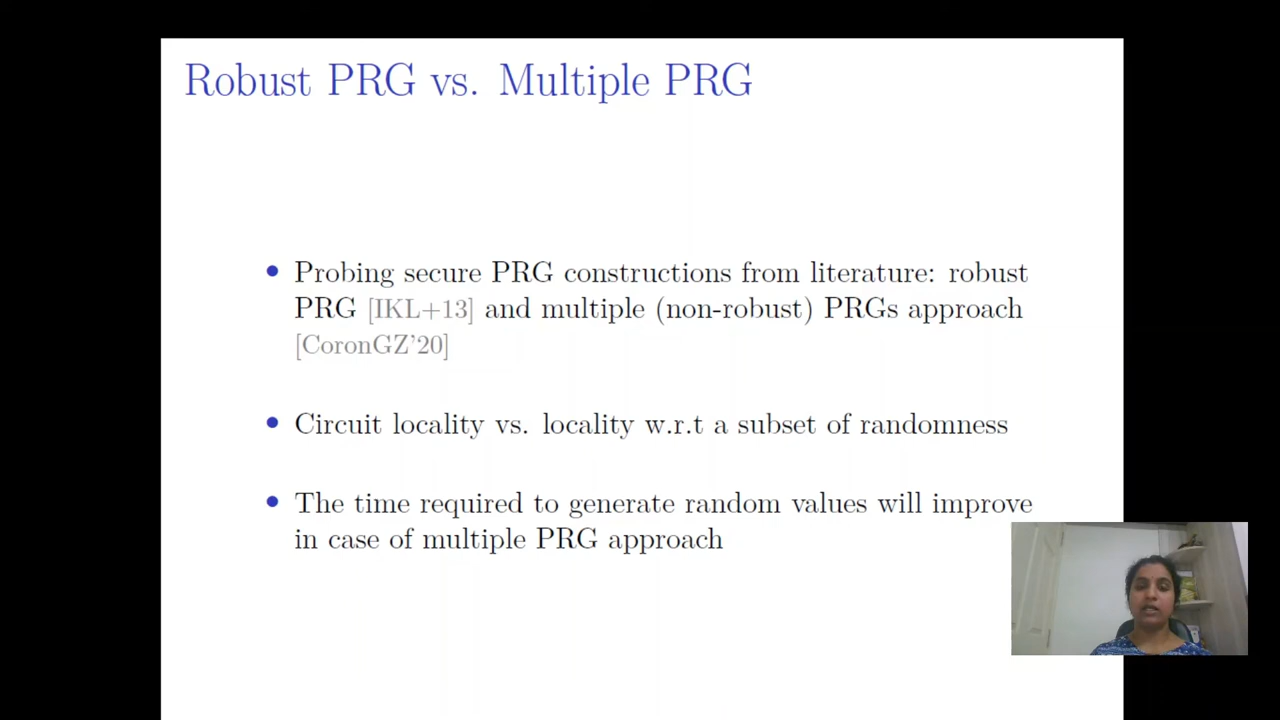 Robust PRG vs. Multiple PRG
• Probing secure PRG constructions from literature: robust
PRG [IKL+13] and multiple (non-robust) PRGs approach
[CoronGZ'20]
• Circuit locality vs. locality w.r.t a subset of randomness
• The time required to generate random values will improve
in case of multiple PRG approach